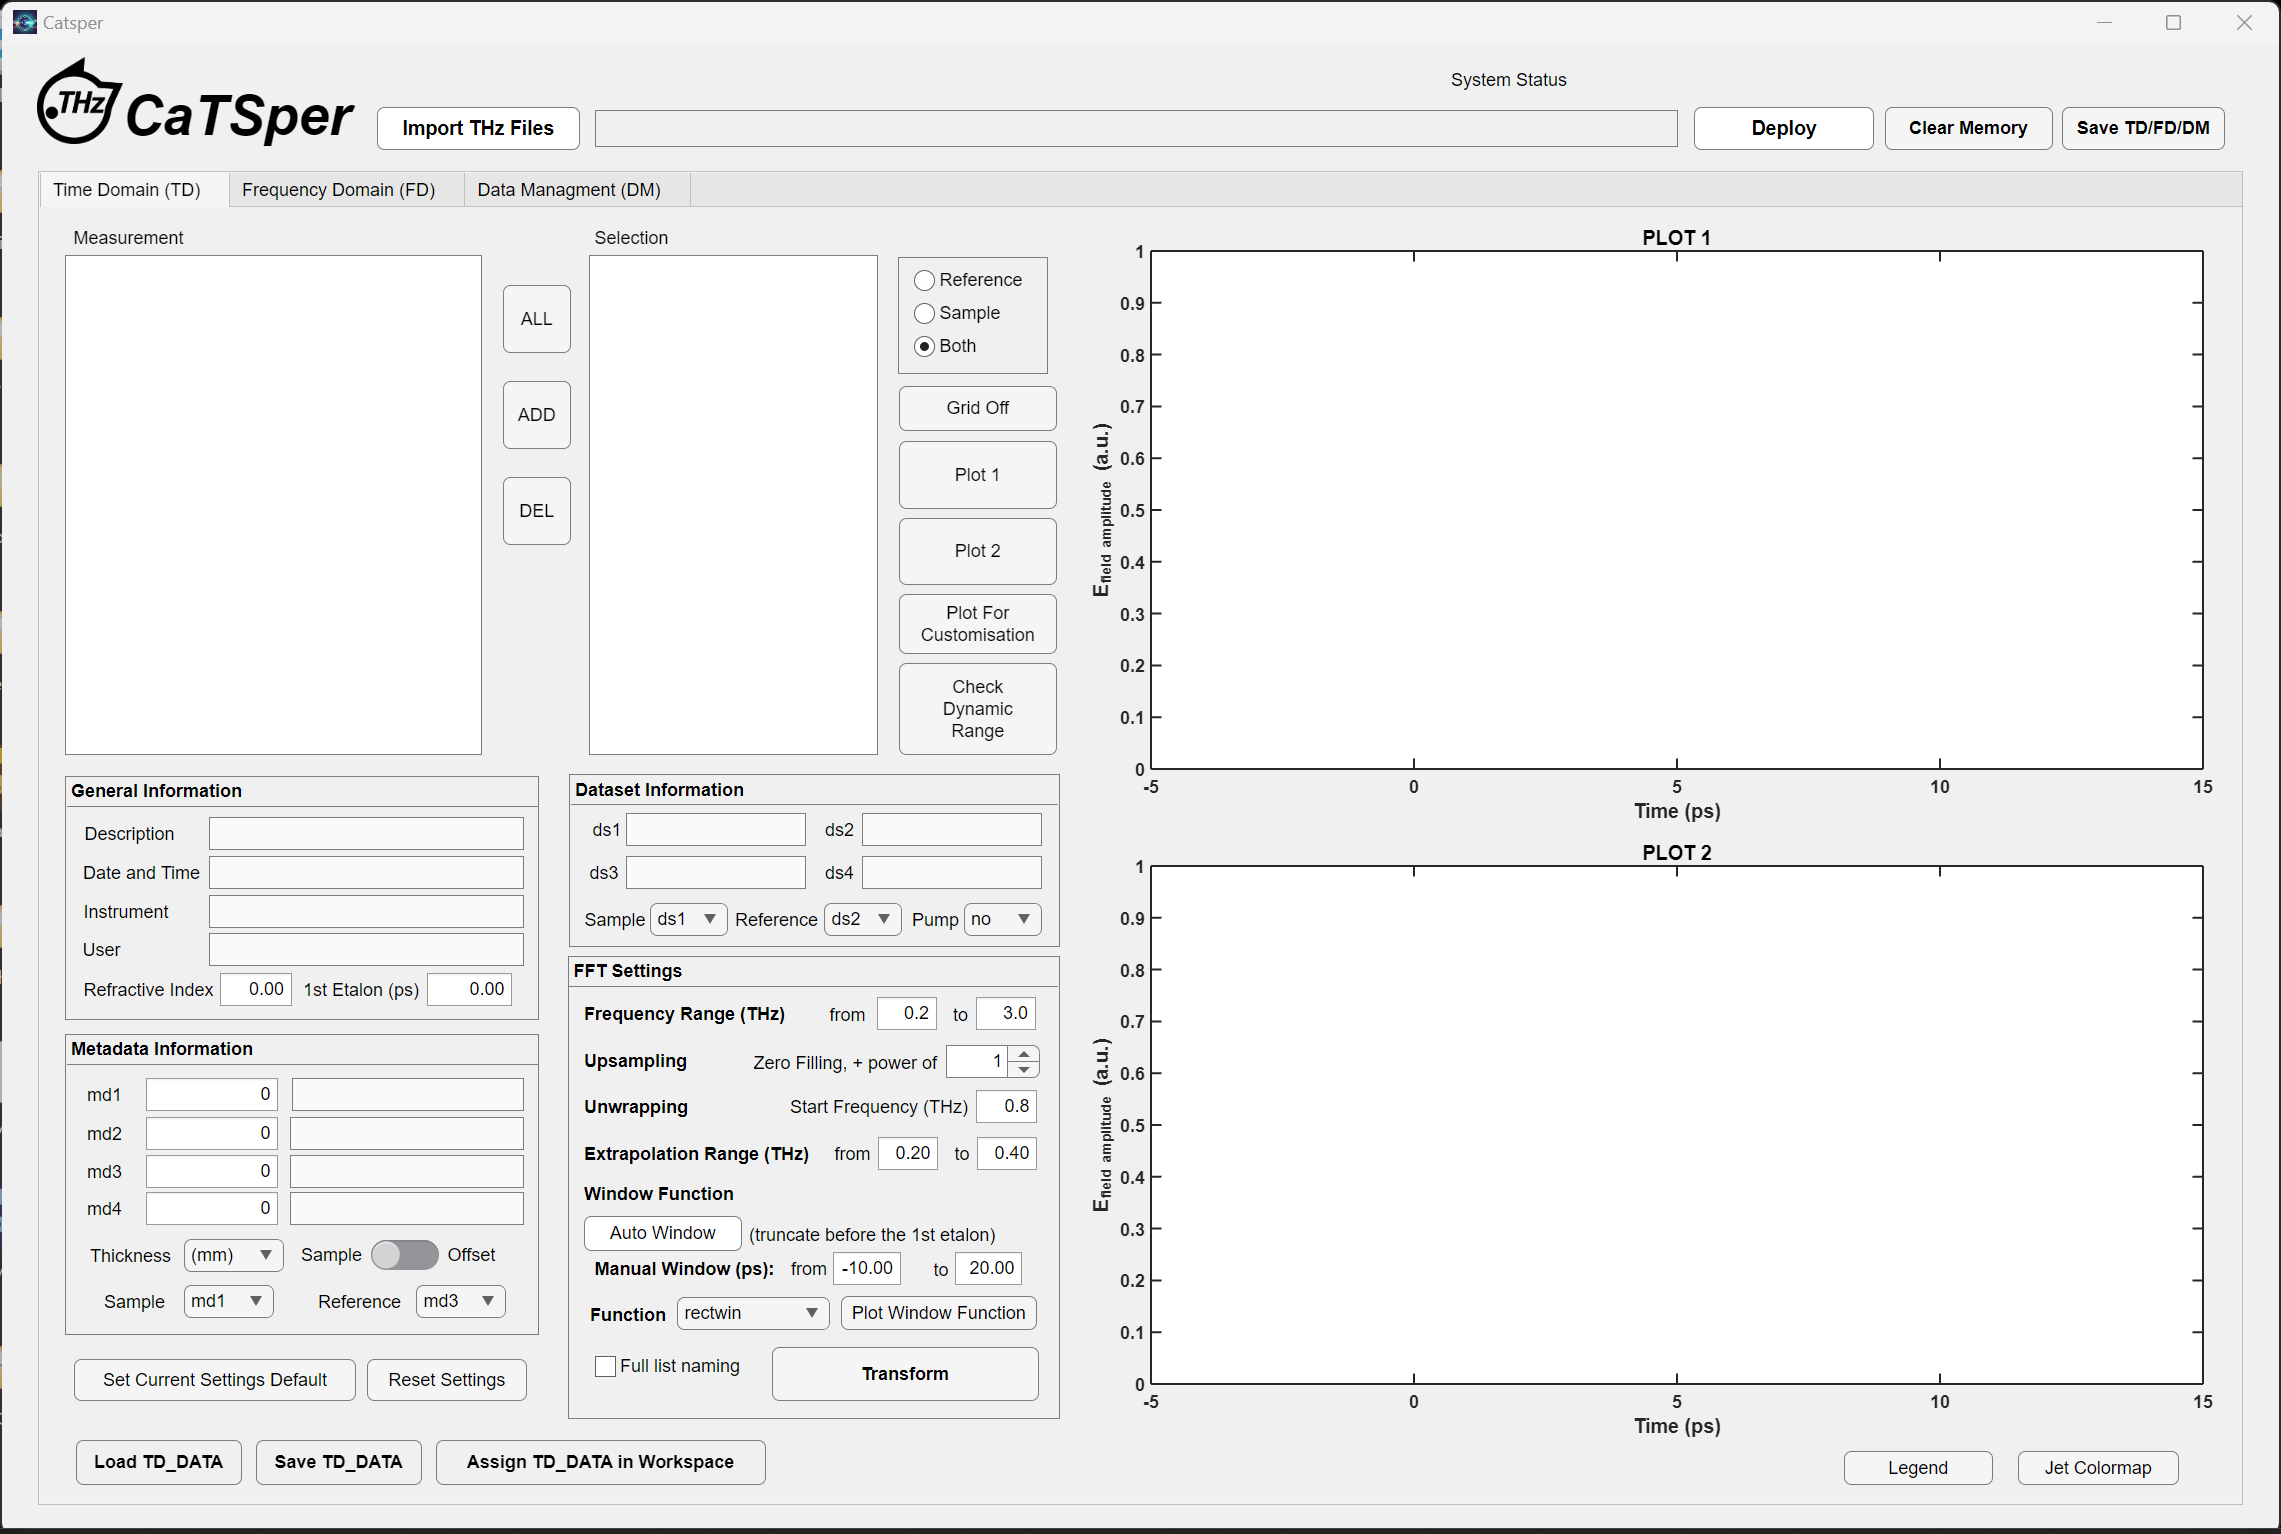 Catsper
THz CaTSper
System Status
Import THz Files
Deploy
Clear Memory
Save TD/FD/DM
Time Domain (TD)
Frequency Domain (FD)
Data Managment (DM)
Measurement
Selection
ALL
ADD
DEL
Reference
Sample
Both
Grid Off
Plot 1
Plot 2
Plot For
Customisation
Check
Dynamic
Range
General Information
Description
Date and Time
Instrument
User
Refractive Index 0.00 1st Etalon (ps) 0.00
Metadata Information
md1 0
md2 0
md3 0
md4 0
Thickness (mm) Sample Offset
Sample md1 Reference md3
Set Current Settings Default
Reset Settings
Dataset Information
ds1 ds2
ds3 ds4
Sample ds1 Reference ds2 Pump no
FFT Settings
Frequency Range (THz) from 0.2 to 3.0
Upsampling Zero Filling, + power of 1
Unwrapping Start Frequency (THz) 0.8
Extrapolation Range (THz) from 0.20 to 0.40
Window Function
Auto Window (truncate before the 1st etalon)
Manual Window (ps): from -10.00 to 20.00
Function rectwin Plot Window Function
Full list naming
Transform
Load TD_DATA
Save TD_DATA
Assign TD_DATA in Workspace
PLOT 1
1
0.9
0.8
0.7
0.6
0.5
0.4
0.3
0.2
0.1
0
Efield amplitude (a.u.)
-5 0 5 10 15
Time (ps)
PLOT 2
1
0.9
0.8
0.7
0.6
0.5
0.4
0.3
0.2
0.1
0
Efield amplitude (a.u.)
-5 0 5 10 15
Time (ps)
Legend
Jet Colormap